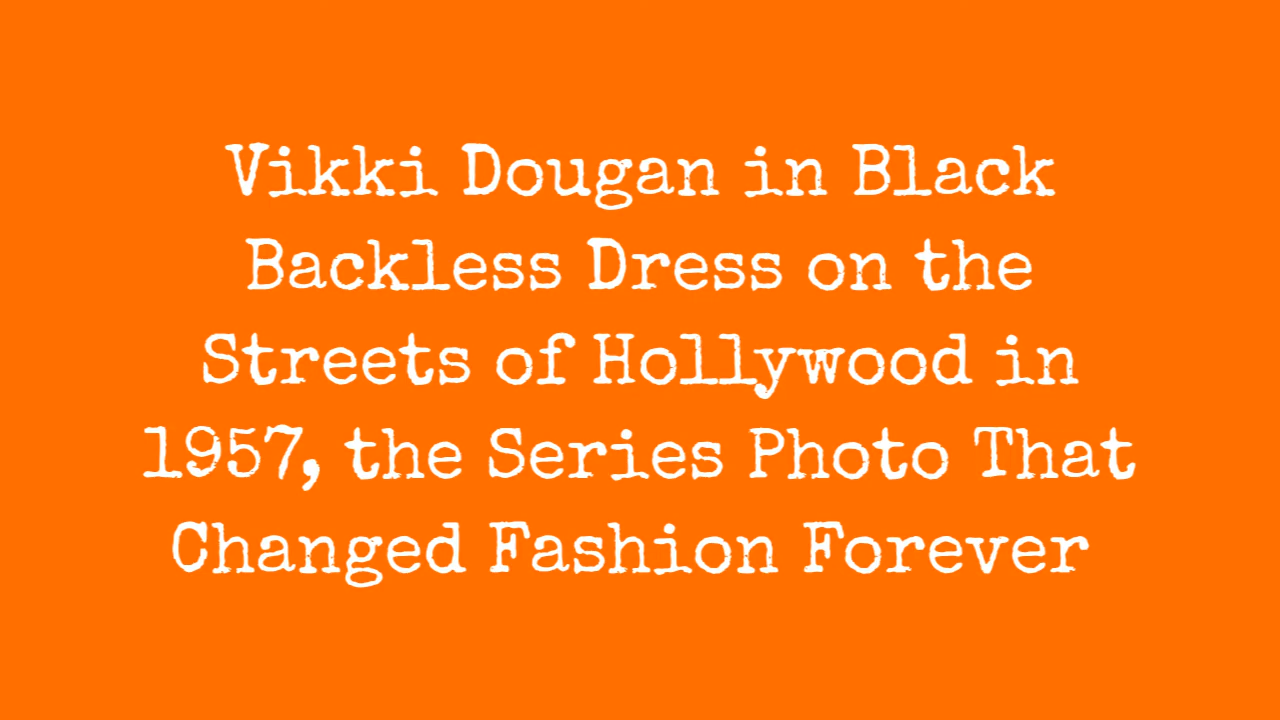 Vikki Dougan in Black
Backless Dress on the
Streets of Hollywood in
1957, the Series Photo That
Changed Fashion Forever